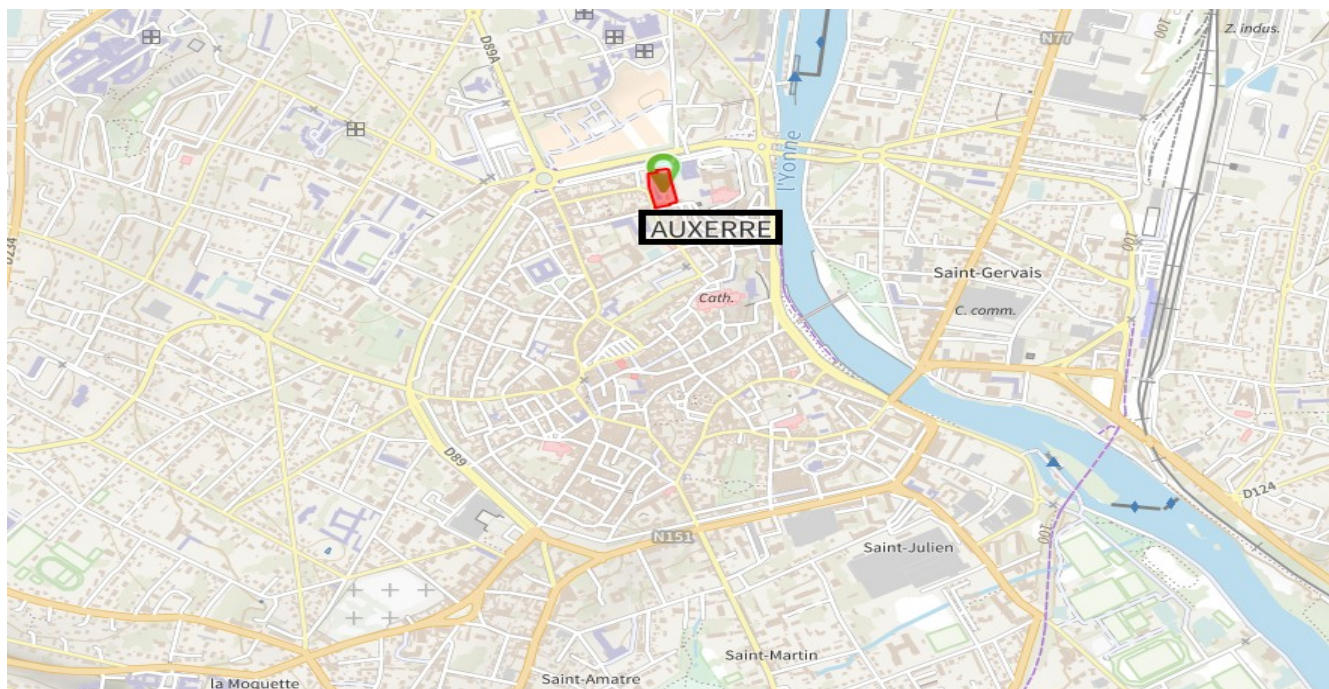 D89A
N77
Z. indus.
100
l'Yonne
AUXERRE
D234
100
Saint-Gervais
Cath.
C. comm.
D89
D124
N151
100
Saint-Julien
Saint-Martin
Saint-Amatre
la Moquette